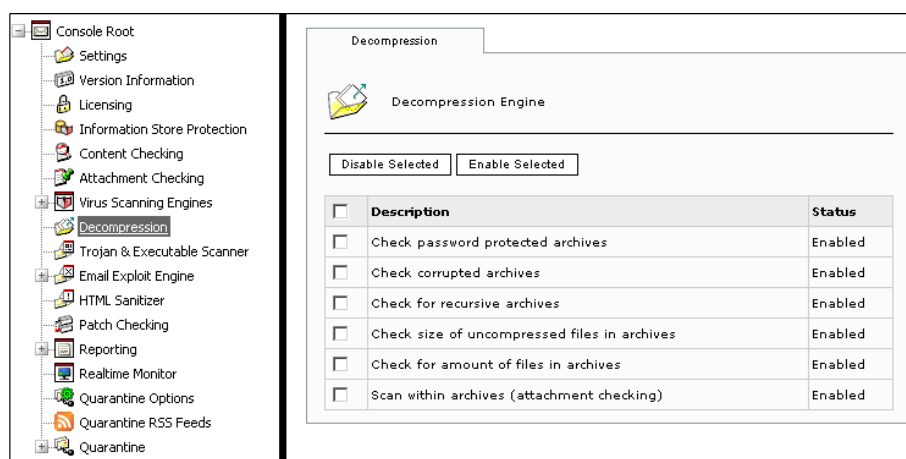 Console Root
Settings
Version Information
Licensing
Information Store Protection
Content Checking
Attachment Checking
Virus Scanning Engines
Decompression
Trojan & Executable Scanner
Email Exploit Engine
HTML Sanitizer
Patch Checking
Reporting
Realtime Monitor
Quarantine Options
Quarantine RSS Feeds
Quarantine
Decompression
Decompression Engine
Disable Selected Enable Selected
Description Status
Check password protected archives Enabled
Check corrupted archives Enabled
Check for recursive archives Enabled
Check size of uncompressed files in archives Enabled
Check for amount of files in archives Enabled
Scan within archives (attachment checking) Enabled